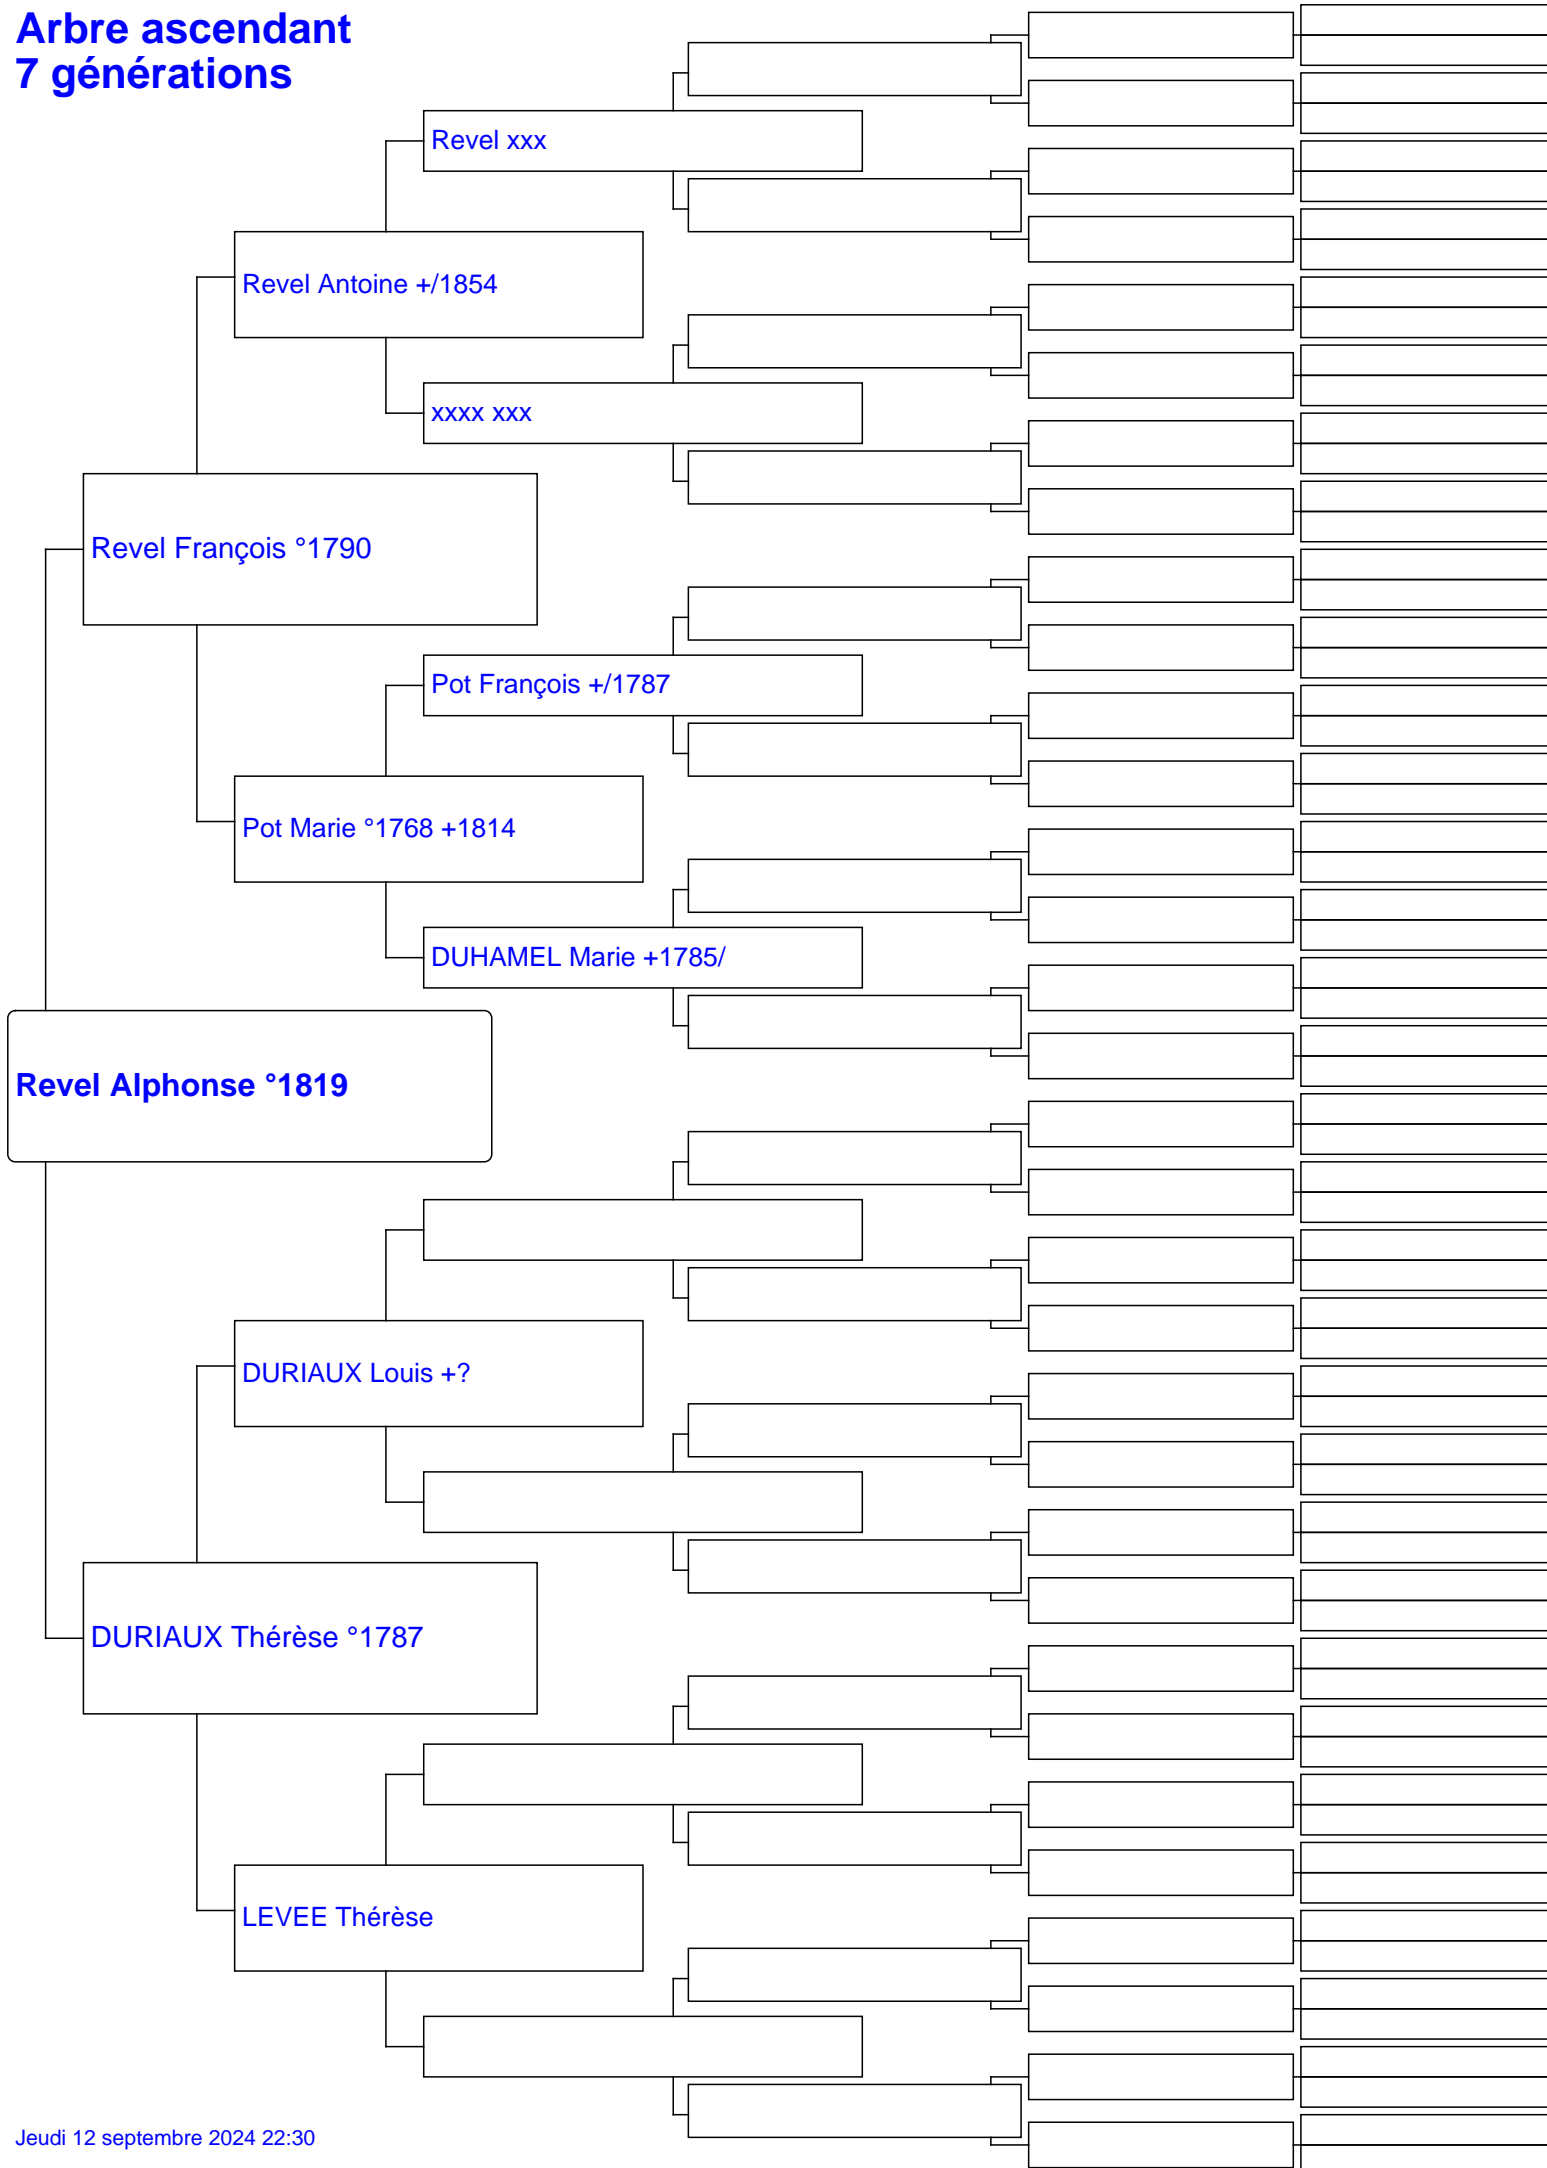 Arbre ascendant
7 générations
Revel xxx
Revel Antoine +/1854
xxxx xxx
Revel François °1790
Pot François +/1787
Pot Marie °1768 +1814
DUHAMEL Marie +1785/
Revel Alphonse °1819
DURIAUX Louis +?
DURIAUX Thérèse °1787
LEVEE Thérèse
Jeudi 12 septembre 2024 22:30